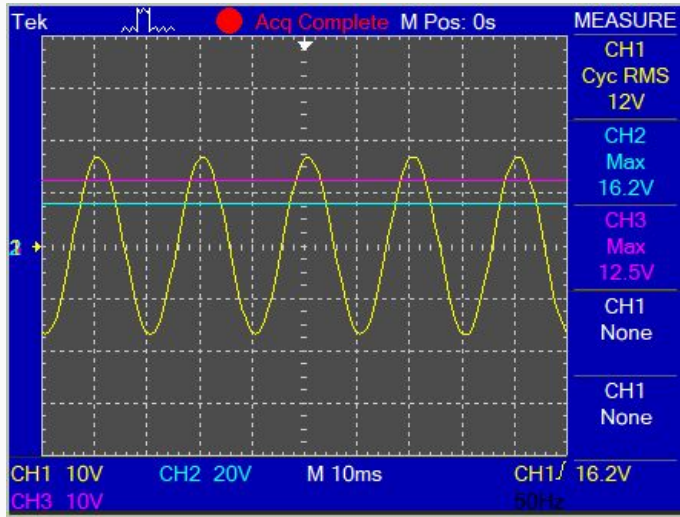 Tek Acq Complete M Pos: 0s MEASURE
CH1
Cyc RMS
12V
CH2
Max
16.2V
CH3
Max
12.5V
CH1
None
CH1
None
CH1 10V CH2 20V M 10ms CH1 16.2V
CH3 10V 50Hz